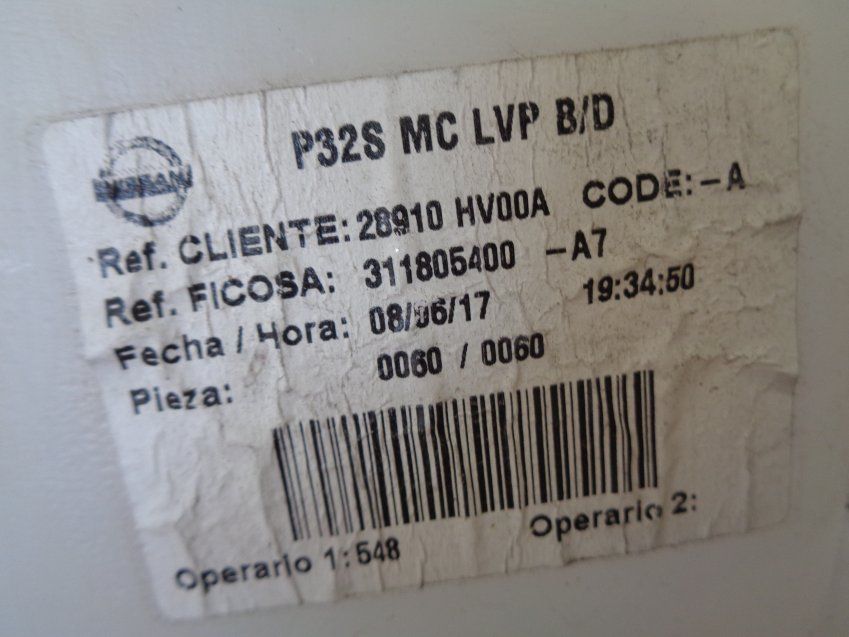 NISSAN
P32S MC LVP B/D
Ref. CLIENTE: 28910 HV00A CODE:-A
Ref. FICOSA: 311805400 -A7
Fecha / Hora: 08/06/17 19:34:50
Pieza: 0060 / 0060
Operario 1: 548 Operario 2: